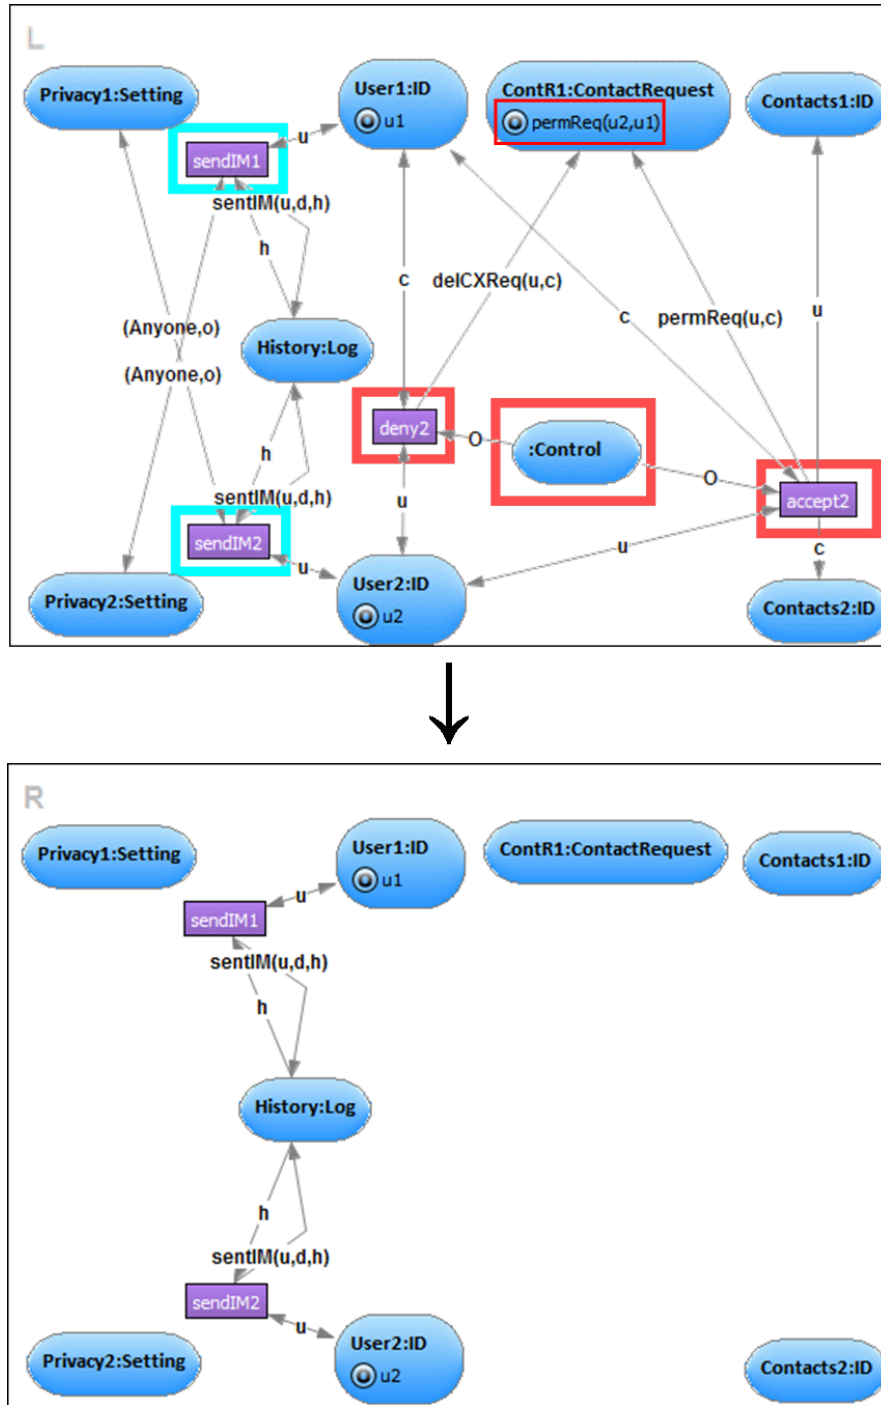 L
Privacy1:Setting
User1:ID
u1
ContR1:ContactRequest
permReq(u2,u1)
Contacts1:ID
sendIM1
u
sentIM(u,d,h)
h
c
delCXReq(u,c)
c
permReq(u,c)
u
(Anyone,o)
History:Log
(Anyone,o)
deny2
O
:Control
O
accept2
h
sentIM(u,d,h)
u
sendIM2
u
u
c
Privacy2:Setting
User2:ID
u2
Contacts2:ID
R
Privacy1:Setting
User1:ID
u1
ContR1:ContactRequest
Contacts1:ID
sendIM1
u
sentIM(u,d,h)
h
History:Log
h
sentIM(u,d,h)
sendIM2
u
Privacy2:Setting
User2:ID
u2
Contacts2:ID